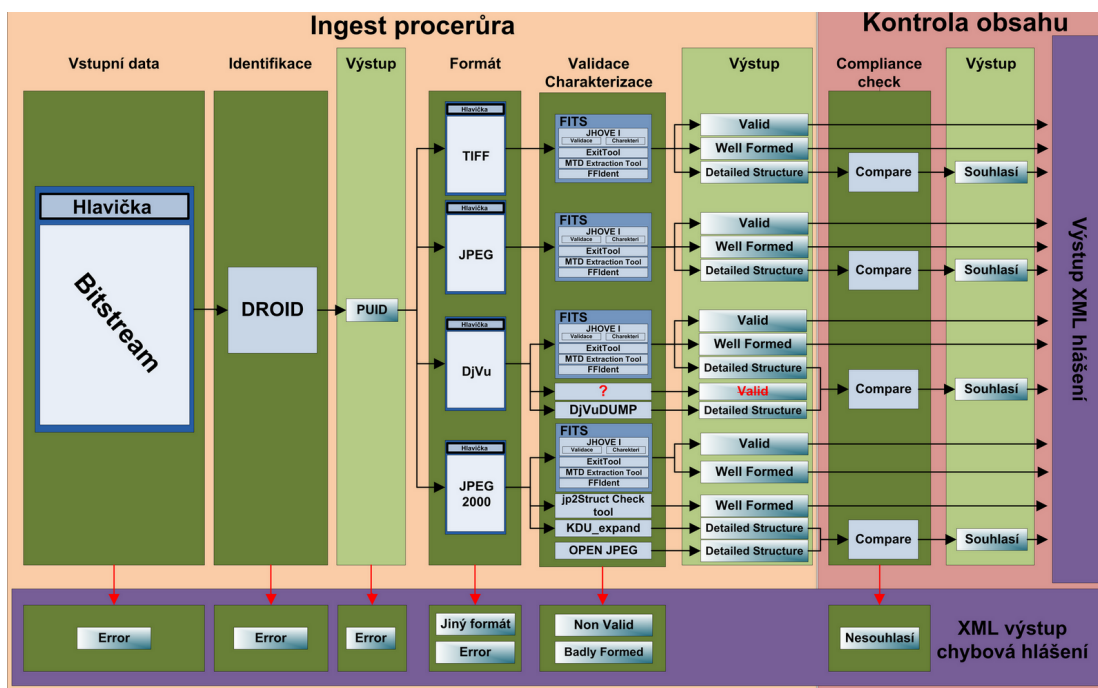 Ingest procerůra
Kontrola obsahu
Vstupní data
Identifikace
Výstup
Formát
Validace
Charakterizace
Výstup
Compliance
check
Výstup
Hlavička
Bitstream
DROID
PUID
Hlavička
TIFF
FITS
JHOVE I
Validace
Charekteri
ExitTool
MTD Extraction Tool
FFIdent
Valid
Well Formed
Detailed Structure
Compare
Souhlasí
Hlavička
JPEG
FITS
JHOVE I
Validace
Charekteri
ExitTool
MTD Extraction Tool
FFIdent
Valid
Well Formed
Detailed Structure
Compare
Souhlasí
Hlavička
DjVu
FITS
JHOVE I
Validace
Charekteri
ExitTool
MTD Extraction Tool
FFIdent
?
DjVuDUMP
Valid
Well Formed
Detailed Structure
Valid
Detailed Structure
Compare
Souhlasí
Hlavička
JPEG
2000
FITS
JHOVE I
Validace
Charekteri
ExitTool
MTD Extraction Tool
FFIdent
jp2Struct Check
tool
KDU_expand
OPEN JPEG
Valid
Well Formed
Well Formed
Detailed Structure
Detailed Structure
Compare
Souhlasí
Výstup XML hlášení
Error
Error
Error
Jiný formát
Error
Non Valid
Badly Formed
Nesouhlasí
XML výstup
chybová hlášení